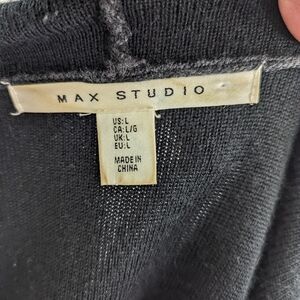 MAX STUDIO
US: L
CA: L/G
UK: L
EU: L
MADE IN
CHINA